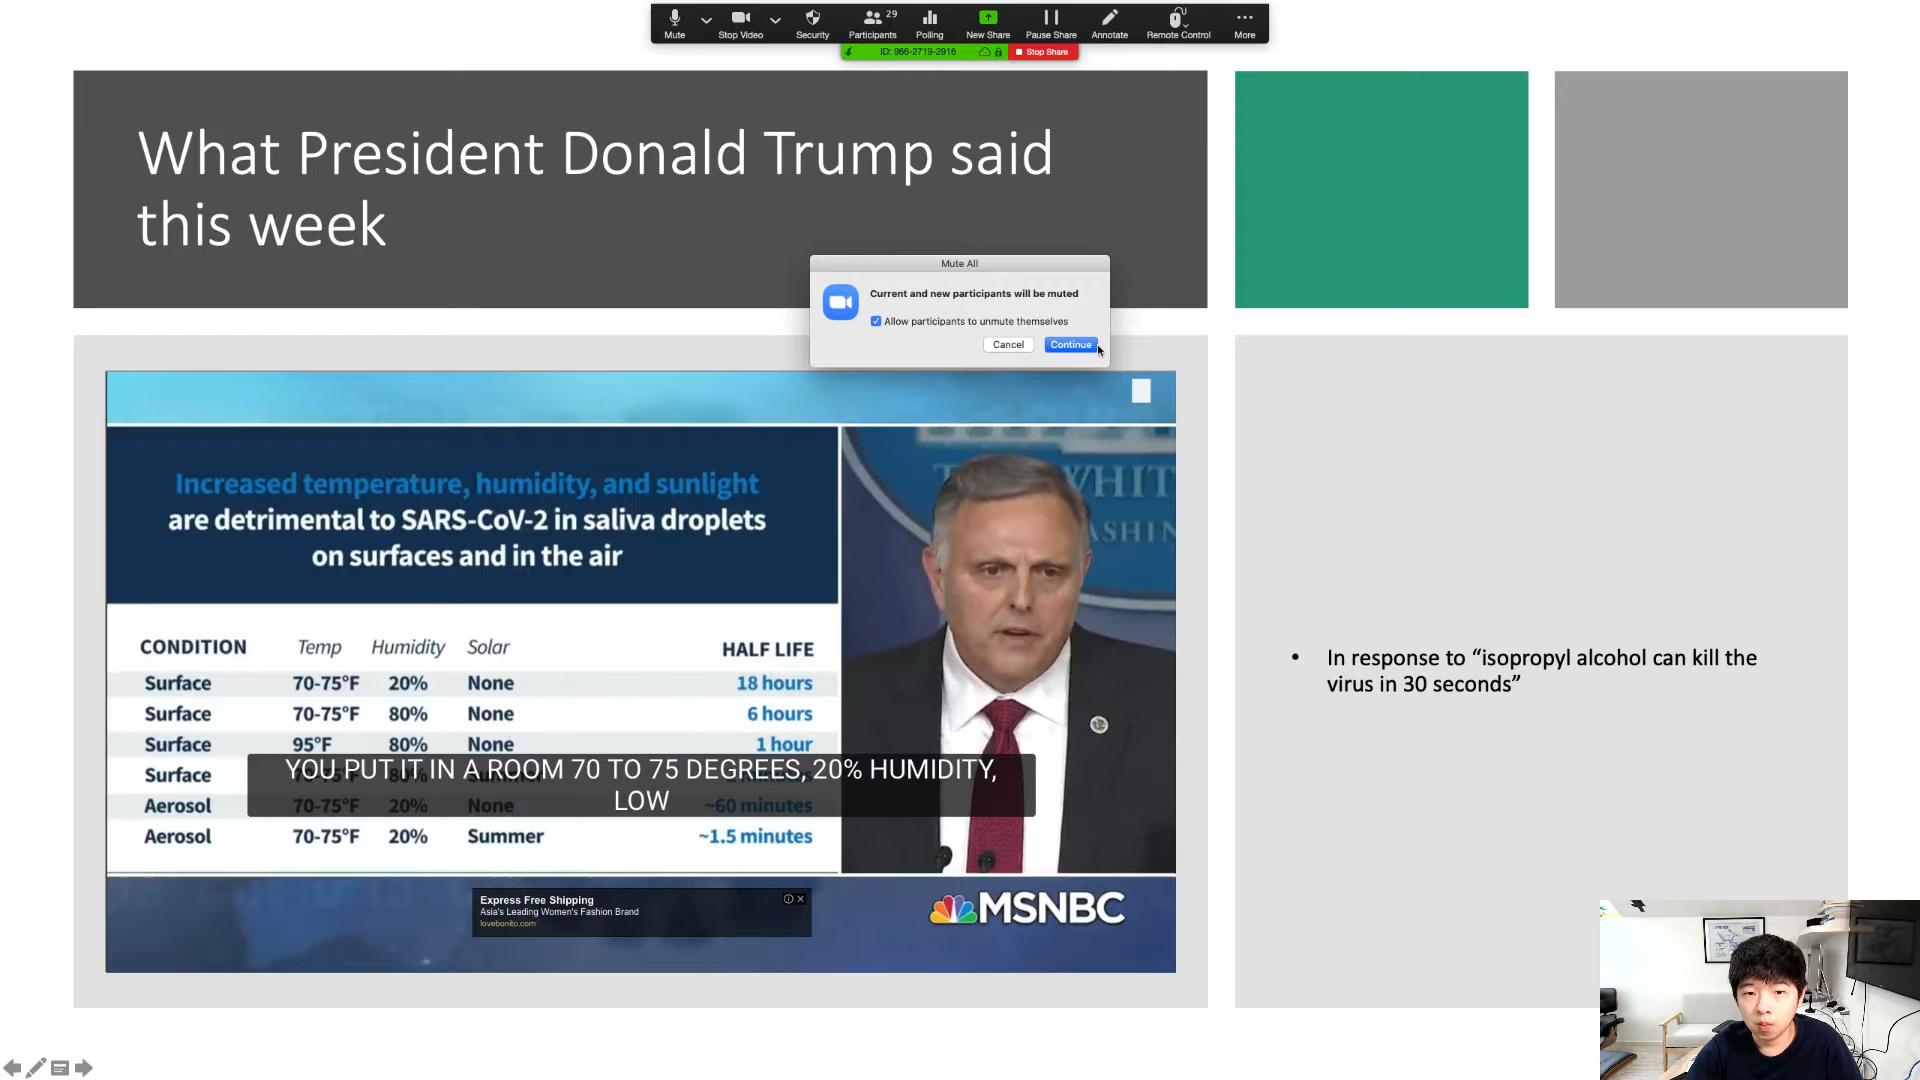 Mute
Stop Video
Security
Participants
29
Polling
New Share
Pause Share
Annotate
Remote Control
More
ID: 966-2719-2916
Stop Share
What President Donald Trump said
this week
Mute All
Current and new participants will be muted
Allow participants to unmute themselves
Cancel
Continue
Increased temperature, humidity, and sunlight
are detrimental to SARS-CoV-2 in saliva droplets
on surfaces and in the air
CONDITION Temp Humidity Solar HALF LIFE
Surface 70-75°F 20% None 18 hours
Surface 70-75°F 80% None 6 hours
Surface 95°F 80% None 1 hour
Surface
Aerosol 70-75°F 20% None ~60 minutes
Aerosol 70-75°F 20% Summer ~1.5 minutes
YOU PUT IT IN A ROOM 70 TO 75 DEGREES, 20% HUMIDITY,
LOW
Express Free Shipping
Asia's Leading Women's Fashion Brand
lovebonito.com
MSNBC
• In response to “isopropyl alcohol can kill the
virus in 30 seconds”